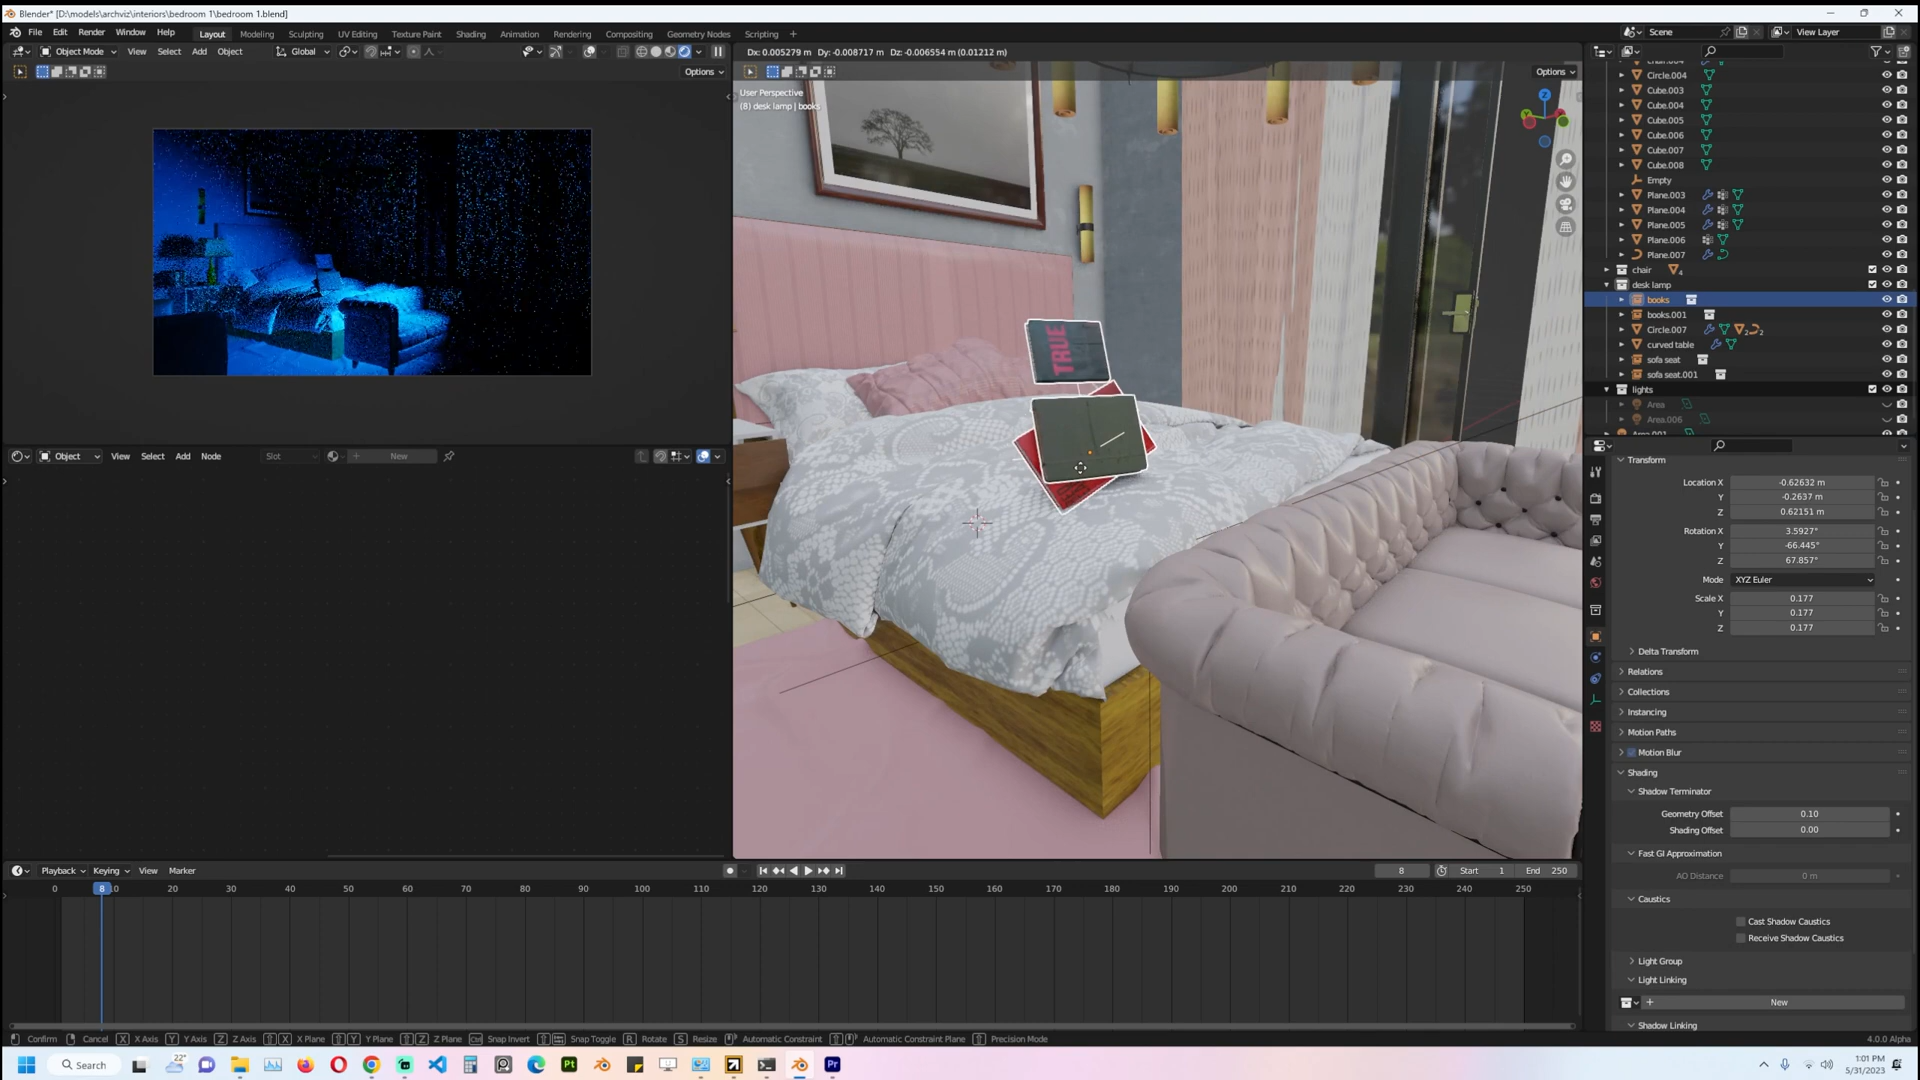 Blender* [D:\models\archviz\interiors\bedroom 1\bedroom 1.blend]
File Edit Render Window Help Layout Modeling Sculpting UV Editing Texture Paint Shading Animation Rendering Compositing Geometry Nodes Scripting + Scene View Layer
Object Mode View Select Add Object Global
Dx: 0.005279 m Dy: -0.008717 m Dz: -0.006554 m (0.01212 m)
Options
Options
User Perspective
(8) desk lamp | books
Z
TRUE
Circle.004
Cube.003
Cube.004
Cube.005
Cube.006
Cube.007
Cube.008
Empty
Plane.003
Plane.004
Plane.005
Plane.006
Plane.007
chair 4
desk lamp
books
books.001
Circle.007 2 2
curved table
sofa seat
sofa seat.001
lights
Area
Area.006
Transform
Location X -0.62632 m
Y -0.2637 m
Z 0.62151 m
Rotation X 3.5927°
Y -66.445°
Z 67.857°
Mode XYZ Euler
Scale X 0.177
Y 0.177
Z 0.177
Delta Transform
Relations
Collections
Instancing
Motion Paths
Motion Blur
Shading
Shadow Terminator
Geometry Offset 0.10
Shading Offset 0.00
Fast GI Approximation
AO Distance 0 m
Caustics
Cast Shadow Caustics
Receive Shadow Caustics
Light Group
Light Linking
+ New
Shadow Linking
Object View Select Add Node Slot + New
Playback Keying View Marker 8 Start 1 End 250
0 8 10 20 30 40 50 60 70 80 90 100 110 120 130 140 150 160 170 180 190 200 210 220 230 240 250
Confirm Cancel X X Axis Y Y Axis Z Z Axis X X Plane Y Y Plane Z Z Plane Snap Invert Snap Toggle R Rotate S Resize Automatic Constraint Automatic Constraint Plane Precision Mode 4.0.0 Alpha
Search 22° Pt Pr 1:01 PM
5/31/2023